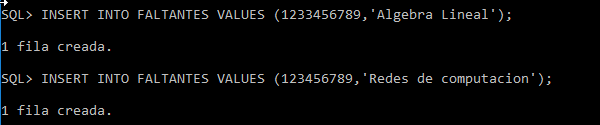 SQL> INSERT INTO FALTANTES VALUES (1233456789,'Algebra Lineal');
1 fila creada.
SQL> INSERT INTO FALTANTES VALUES (123456789,'Redes de computacion');
1 fila creada.